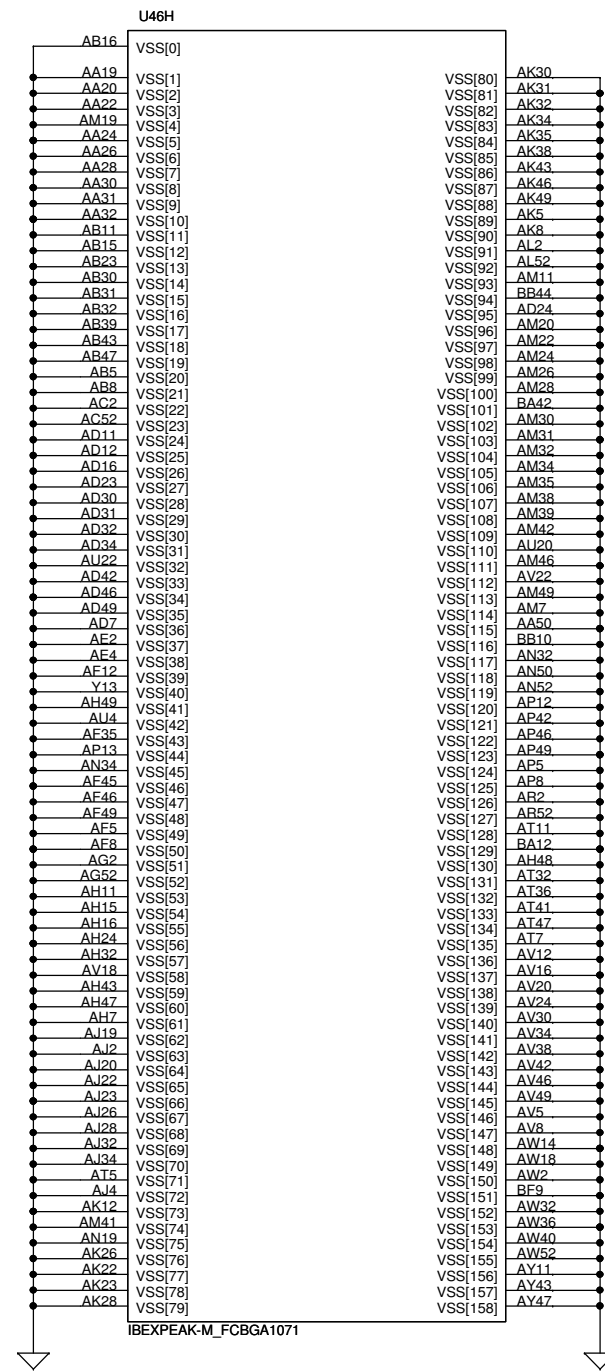 U46H
AB16 VSS[0]
AA19 VSS[1] VSS[80] AK30
AA20 VSS[2] VSS[81] AK31
AA22 VSS[3] VSS[82] AK32
AM19 VSS[4] VSS[83] AK34
AA24 VSS[5] VSS[84] AK35
AA26 VSS[6] VSS[85] AK38
AA28 VSS[7] VSS[86] AK43
AA30 VSS[8] VSS[87] AK46
AA31 VSS[9] VSS[88] AK49
AA32 VSS[10] VSS[89] AK5
AB11 VSS[11] VSS[90] AK8
AB15 VSS[12] VSS[91] AL2
AB23 VSS[13] VSS[92] AL52
AB30 VSS[14] VSS[93] AM11
AB31 VSS[15] VSS[94] BB44
AB32 VSS[16] VSS[95] AD24
AB39 VSS[17] VSS[96] AM20
AB43 VSS[18] VSS[97] AM22
AB47 VSS[19] VSS[98] AM24
AB5 VSS[20] VSS[99] AM26
AB8 VSS[21] VSS[100] AM28
AC2 VSS[22] VSS[101] BA42
AC52 VSS[23] VSS[102] AM30
AD11 VSS[24] VSS[103] AM31
AD12 VSS[25] VSS[104] AM32
AD16 VSS[26] VSS[105] AM34
AD23 VSS[27] VSS[106] AM35
AD30 VSS[28] VSS[107] AM38
AD31 VSS[29] VSS[108] AM39
AD32 VSS[30] VSS[109] AM42
AD34 VSS[31] VSS[110] AU20
AU22 VSS[32] VSS[111] AM46
AD42 VSS[33] VSS[112] AV22
AD46 VSS[34] VSS[113] AM49
AD49 VSS[35] VSS[114] AM7
AD7 VSS[36] VSS[115] AA50
AE2 VSS[37] VSS[116] BB10
AE4 VSS[38] VSS[117] AN32
AF12 VSS[39] VSS[118] AN50
Y13 VSS[40] VSS[119] AN52
AH49 VSS[41] VSS[120] AP12
AU4 VSS[42] VSS[121] AP42
AF35 VSS[43] VSS[122] AP46
AP13 VSS[44] VSS[123] AP49
AN34 VSS[45] VSS[124] AP5
AF45 VSS[46] VSS[125] AP8
AF46 VSS[47] VSS[126] AR2
AF49 VSS[48] VSS[127] AR52
AF5 VSS[49] VSS[128] AT11
AF8 VSS[50] VSS[129] BA12
AG2 VSS[51] VSS[130] AH48
AG52 VSS[52] VSS[131] AT32
AH11 VSS[53] VSS[132] AT36
AH15 VSS[54] VSS[133] AT41
AH16 VSS[55] VSS[134] AT47
AH24 VSS[56] VSS[135] AT7
AH32 VSS[57] VSS[136] AV12
AV18 VSS[58] VSS[137] AV16
AH43 VSS[59] VSS[138] AV20
AH47 VSS[60] VSS[139] AV24
AH7 VSS[61] VSS[140] AV30
AJ19 VSS[62] VSS[141] AV34
AJ2 VSS[63] VSS[142] AV38
AJ20 VSS[64] VSS[143] AV42
AJ22 VSS[65] VSS[144] AV46
AJ23 VSS[66] VSS[145] AV49
AJ26 VSS[67] VSS[146] AV5
AJ28 VSS[68] VSS[147] AV8
AJ32 VSS[69] VSS[148] AW14
AJ34 VSS[70] VSS[149] AW18
AT5 VSS[71] VSS[150] AW2
AJ4 VSS[72] VSS[151] BF9
AK12 VSS[73] VSS[152] AW32
AM41 VSS[74] VSS[153] AW36
AN19 VSS[75] VSS[154] AW40
AK26 VSS[76] VSS[155] AW52
AK22 VSS[77] VSS[156] AY11
AK23 VSS[78] VSS[157] AY43
AK28 VSS[79] VSS[158] AY47
IBEXPEAK-M_FCBGA1071